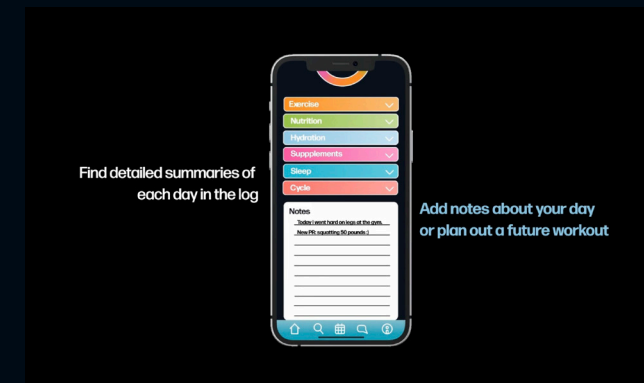 Find detailed summaries of
each day in the log
Exercise
Nutrition
Hydration
Suppplements
Sleep
Cycle
Notes
Today i went hard on legs at the gym.
New PR: squatting 50 pounds :)
Add notes about your day
or plan out a future workout